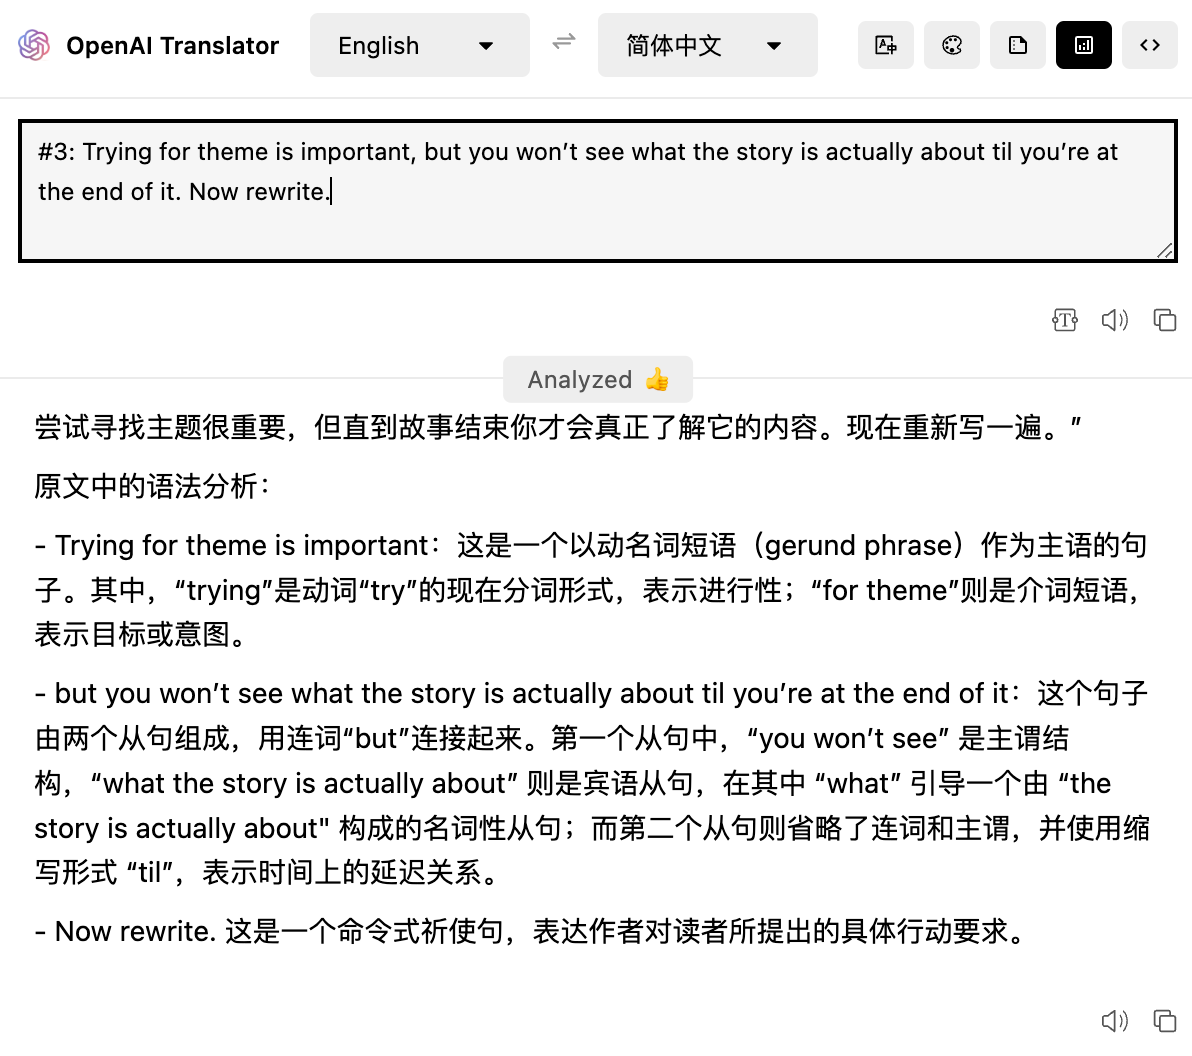 OpenAI Translator
English
简体中文
#3: Trying for theme is important, but you won’t see what the story is actually about til you’re at
the end of it. Now rewrite.
Analyzed 👍
尝试寻找主题很重要，但直到故事结束你才会真正了解它的内容。现在重新写一遍。”
原文中的语法分析：
- Trying for theme is important：这是一个以动名词短语（gerund phrase）作为主语的句
子。其中，“trying”是动词“try”的现在分词形式，表示进行性；“for theme”则是介词短语，
表示目标或意图。
- but you won’t see what the story is actually about til you’re at the end of it：这个句子
由两个从句组成，用连词“but”连接起来。第一个从句中，“you won’t see” 是主谓结
构，“what the story is actually about” 则是宾语从句，在其中 “what” 引导一个由 “the
story is actually about" 构成的名词性从句；而第二个从句则省略了连词和主谓，并使用缩
写形式 “til”，表示时间上的延迟关系。
- Now rewrite. 这是一个命令式祈使句，表达作者对读者所提出的具体行动要求。